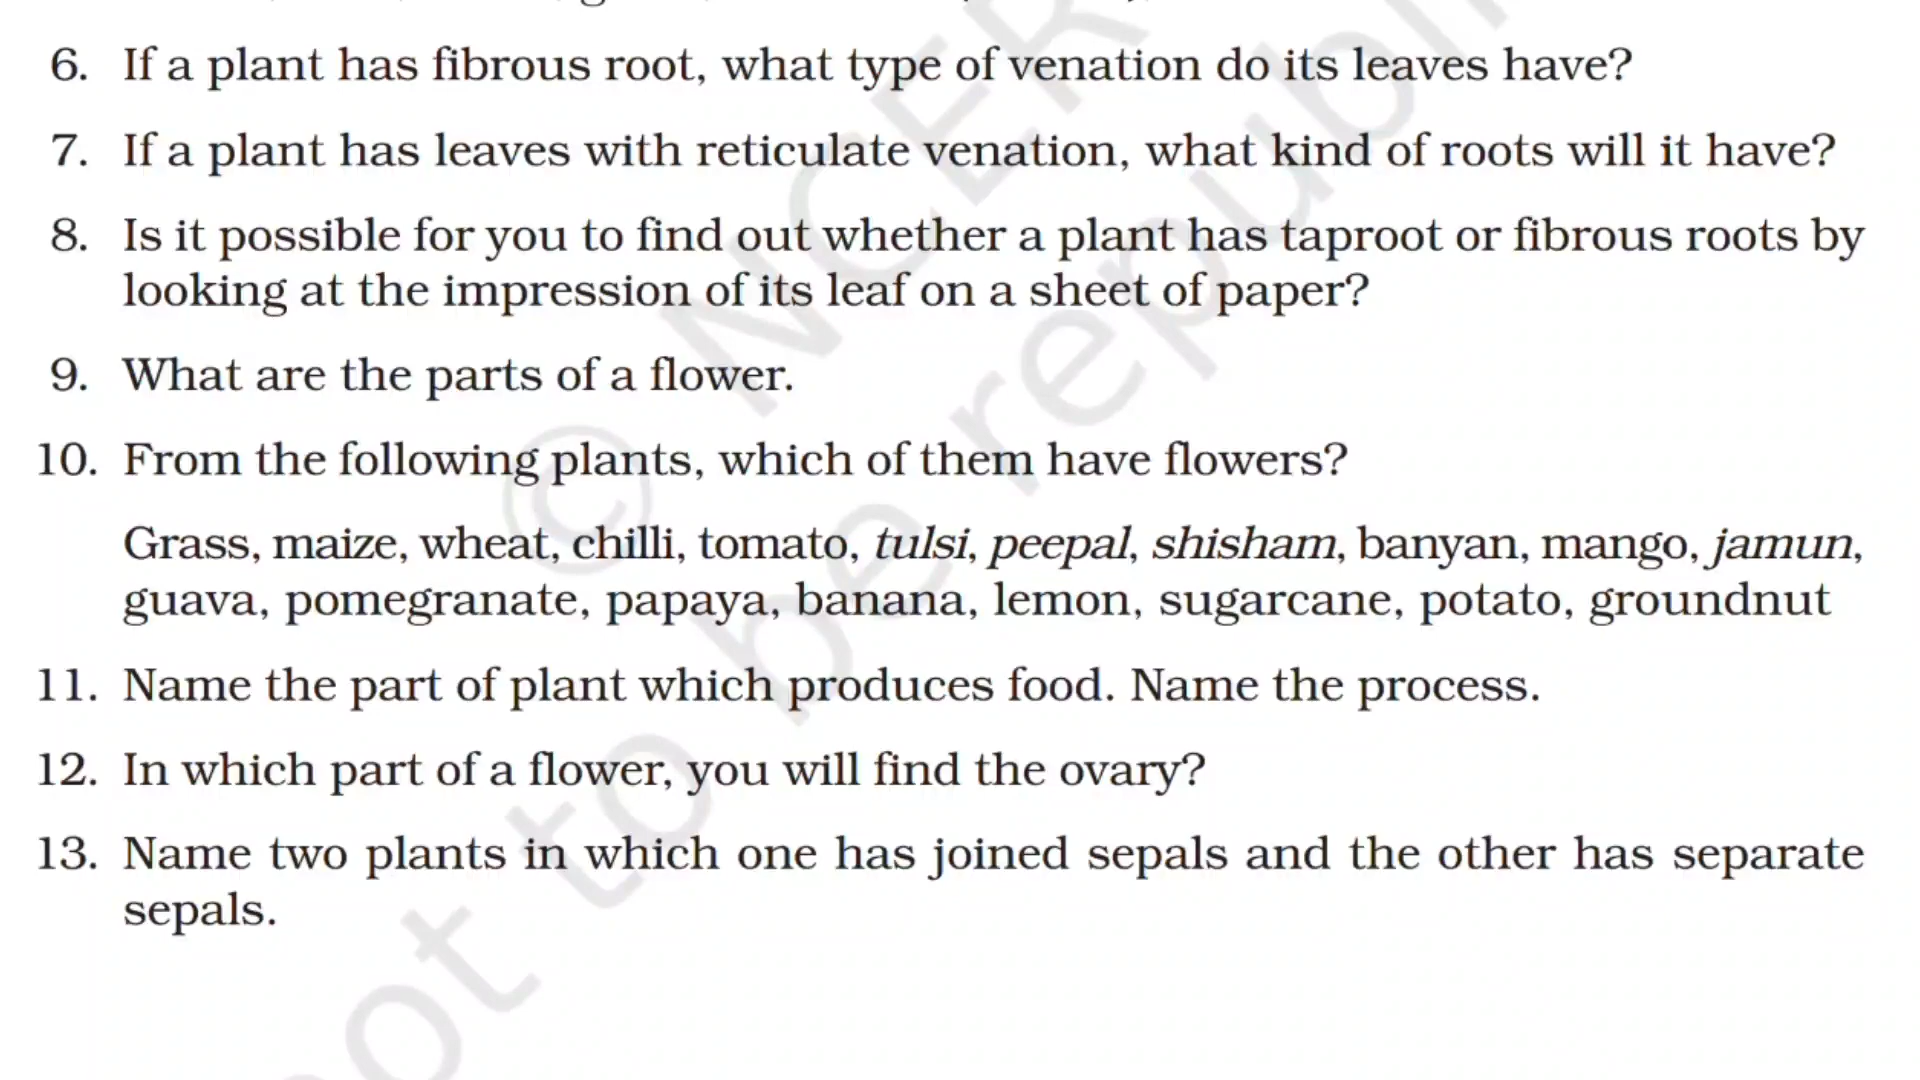 6. If a plant has fibrous root, what type of venation do its leaves have?
7. If a plant has leaves with reticulate venation, what kind of roots will it have?
8. Is it possible for you to find out whether a plant has taproot or fibrous roots by
looking at the impression of its leaf on a sheet of paper?
9. What are the parts of a flower.
10. From the following plants, which of them have flowers?
Grass, maize, wheat, chilli, tomato, tulsi, peepal, shisham, banyan, mango, jamun,
guava, pomegranate, papaya, banana, lemon, sugarcane, potato, groundnut
11. Name the part of plant which produces food. Name the process.
12. In which part of a flower, you will find the ovary?
13. Name two plants in which one has joined sepals and the other has separate
sepals.
© NCER
to be republi